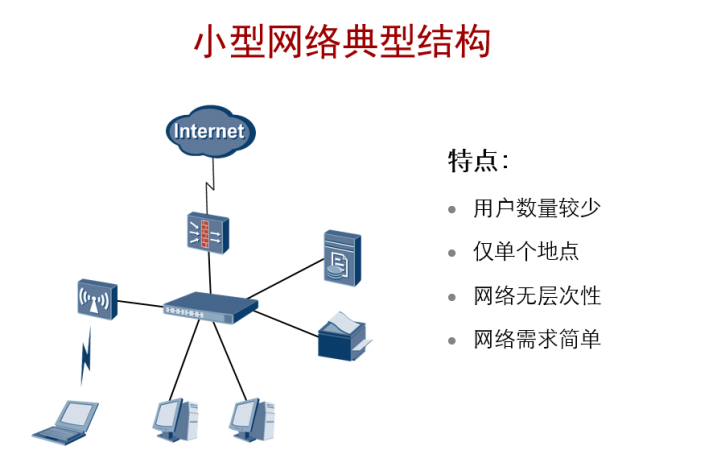 小型网络典型结构
Internet
特点：
用户数量较少
仅单个地点
网络无层次性
网络需求简单